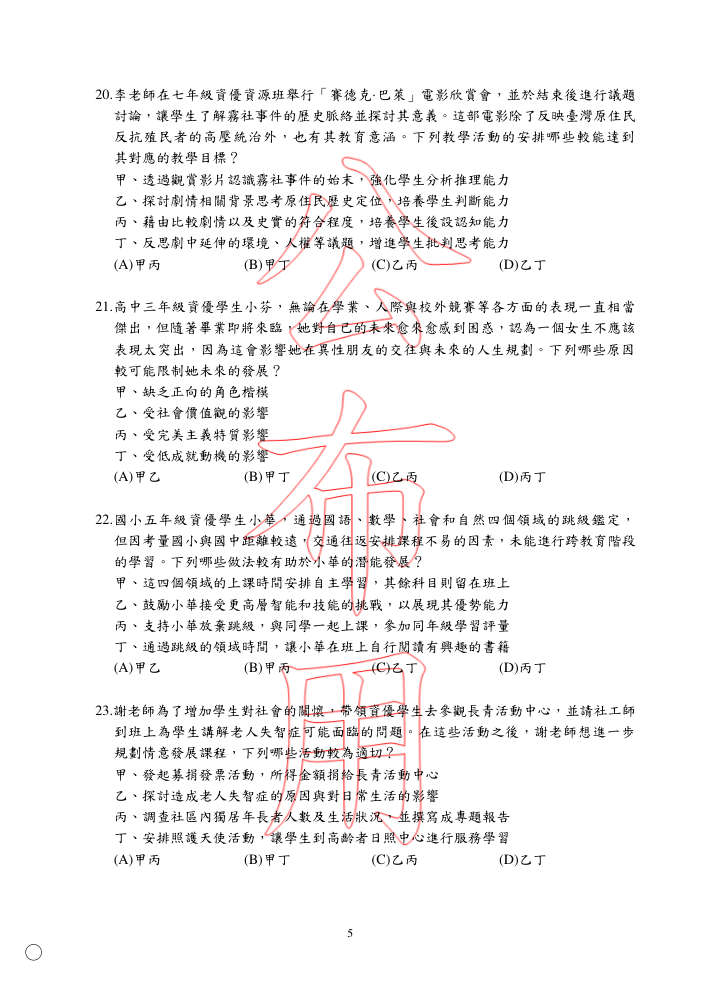 20.李老師在七年級資優資源班舉行「賽德克·巴萊」電影欣賞會，並於結束後進行議題
討論，讓學生了解霧社事件的歷史脈絡並探討其意義。這部電影除了反映臺灣原住民
反抗殖民者的高壓統治外，也有其教育意涵。下列教學活動的安排哪些較能達到
其對應的教學目標？
甲、透過觀賞影片認識霧社事件的始末，強化學生分析推理能力
乙、探討劇情相關背景思考原住民歷史定位，培養學生判斷能力
丙、藉由比較劇情以及史實的符合程度，培養學生後設認知能力
丁、反思劇中延伸的環境、人權等議題，增進學生批判思考能力
(A)甲丙 (B)甲丁 (C)乙丙 (D)乙丁
21.高中三年級資優學生小芬，無論在學業、人際與校外競賽等各方面的表現一直相當
傑出，但隨著畢業即將來臨，她對自己的未來愈來愈感到困惑，認為一個女生不應該
表現太突出，因為這會影響她在異性朋友的交往與未來的人生規劃。下列哪些原因
較可能限制她未來的發展？
甲、缺乏正向的角色楷模
乙、受社會價值觀的影響
丙、受完美主義特質影響
丁、受低成就動機的影響
(A)甲乙 (B)甲丁 (C)乙丙 (D)丙丁
22.國小五年級資優學生小華，通過國語、數學、社會和自然四個領域的跳級鑑定，
但因考量國小與國中距離較遠，交通往返安排課程不易的因素，未能進行跨教育階段
的學習。下列哪些做法較有助於小華的潛能發展？
甲、這四個領域的上課時間安排自主學習，其餘科目則留在班上
乙、鼓勵小華接受更高層智能和技能的挑戰，以展現其優勢能力
丙、支持小華放棄跳級，與同學一起上課，參加同年級學習評量
丁、通過跳級的領域時間，讓小華在班上自行閱讀有興趣的書籍
(A)甲乙 (B)甲丙 (C)乙丁 (D)丙丁
23.謝老師為了增加學生對社會的關懷，帶領資優學生去參觀長青活動中心，並請社工師
到班上為學生講解老人失智症可能面臨的問題。在這些活動之後，謝老師想進一步
規劃情意發展課程，下列哪些活動較為適切？
甲、發起募捐發票活動，所得金額捐給長青活動中心
乙、探討造成老人失智症的原因與對日常生活的影響
丙、調查社區內獨居年長者人數及生活狀況，並撰寫成專題報告
丁、安排照護天使活動，讓學生到高齡者日照中心進行服務學習
(A)甲丙 (B)甲丁 (C)乙丙 (D)乙丁
公布用
5